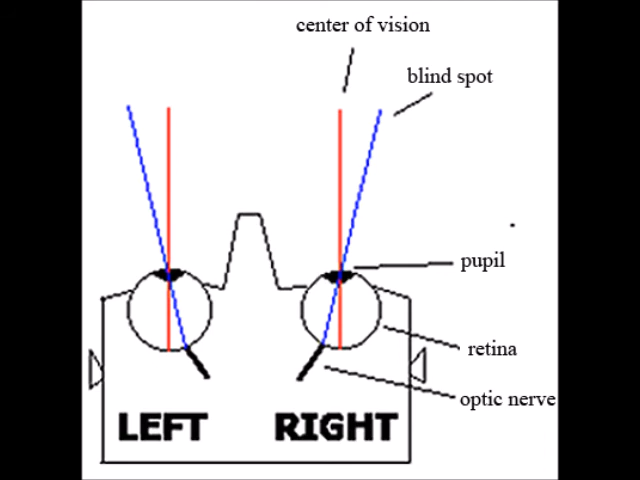 center of vision
blind spot
pupil
retina
optic nerve
LEFT RIGHT